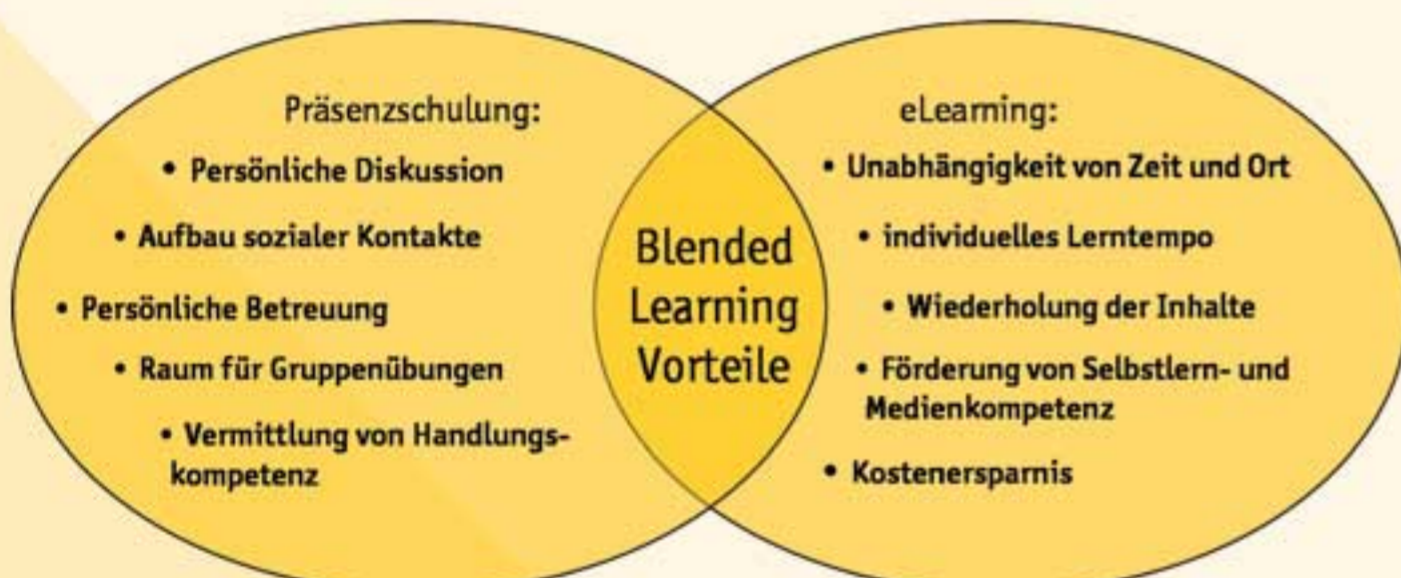 Präsenzschulung:
• Persönliche Diskussion
• Aufbau sozialer Kontakte
• Persönliche Betreuung
• Raum für Gruppenübungen
• Vermittlung von Handlungs-
kompetenz
Blended
Learning
Vorteile
eLearning:
• Unabhängigkeit von Zeit und Ort
• individuelles Lerntempo
• Wiederholung der Inhalte
• Förderung von Selbstlern- und
Medienkompetenz
• Kostenersparnis